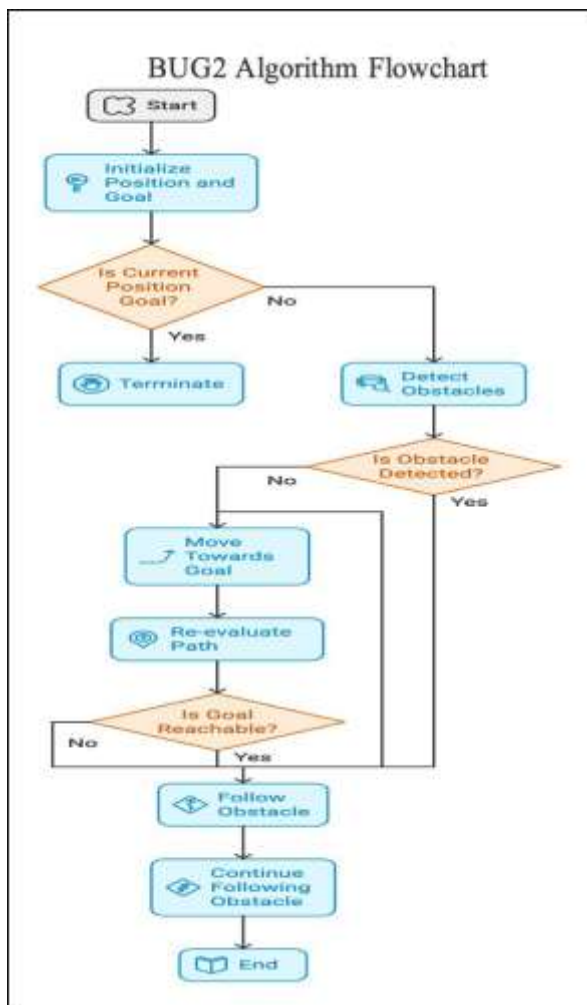 BUG2 Algorithm Flowchart
Start
Initialize
Position and
Goal
Is Current
Position
Goal?
No
Yes
Terminate
Detect
Obstacles
Is Obstacle
Detected?
No
Yes
Move
Towards
Goal
Re-evaluate
Path
Is Goal
Reachable?
No
Yes
Follow
Obstacle
Continue
Following
Obstacle
End